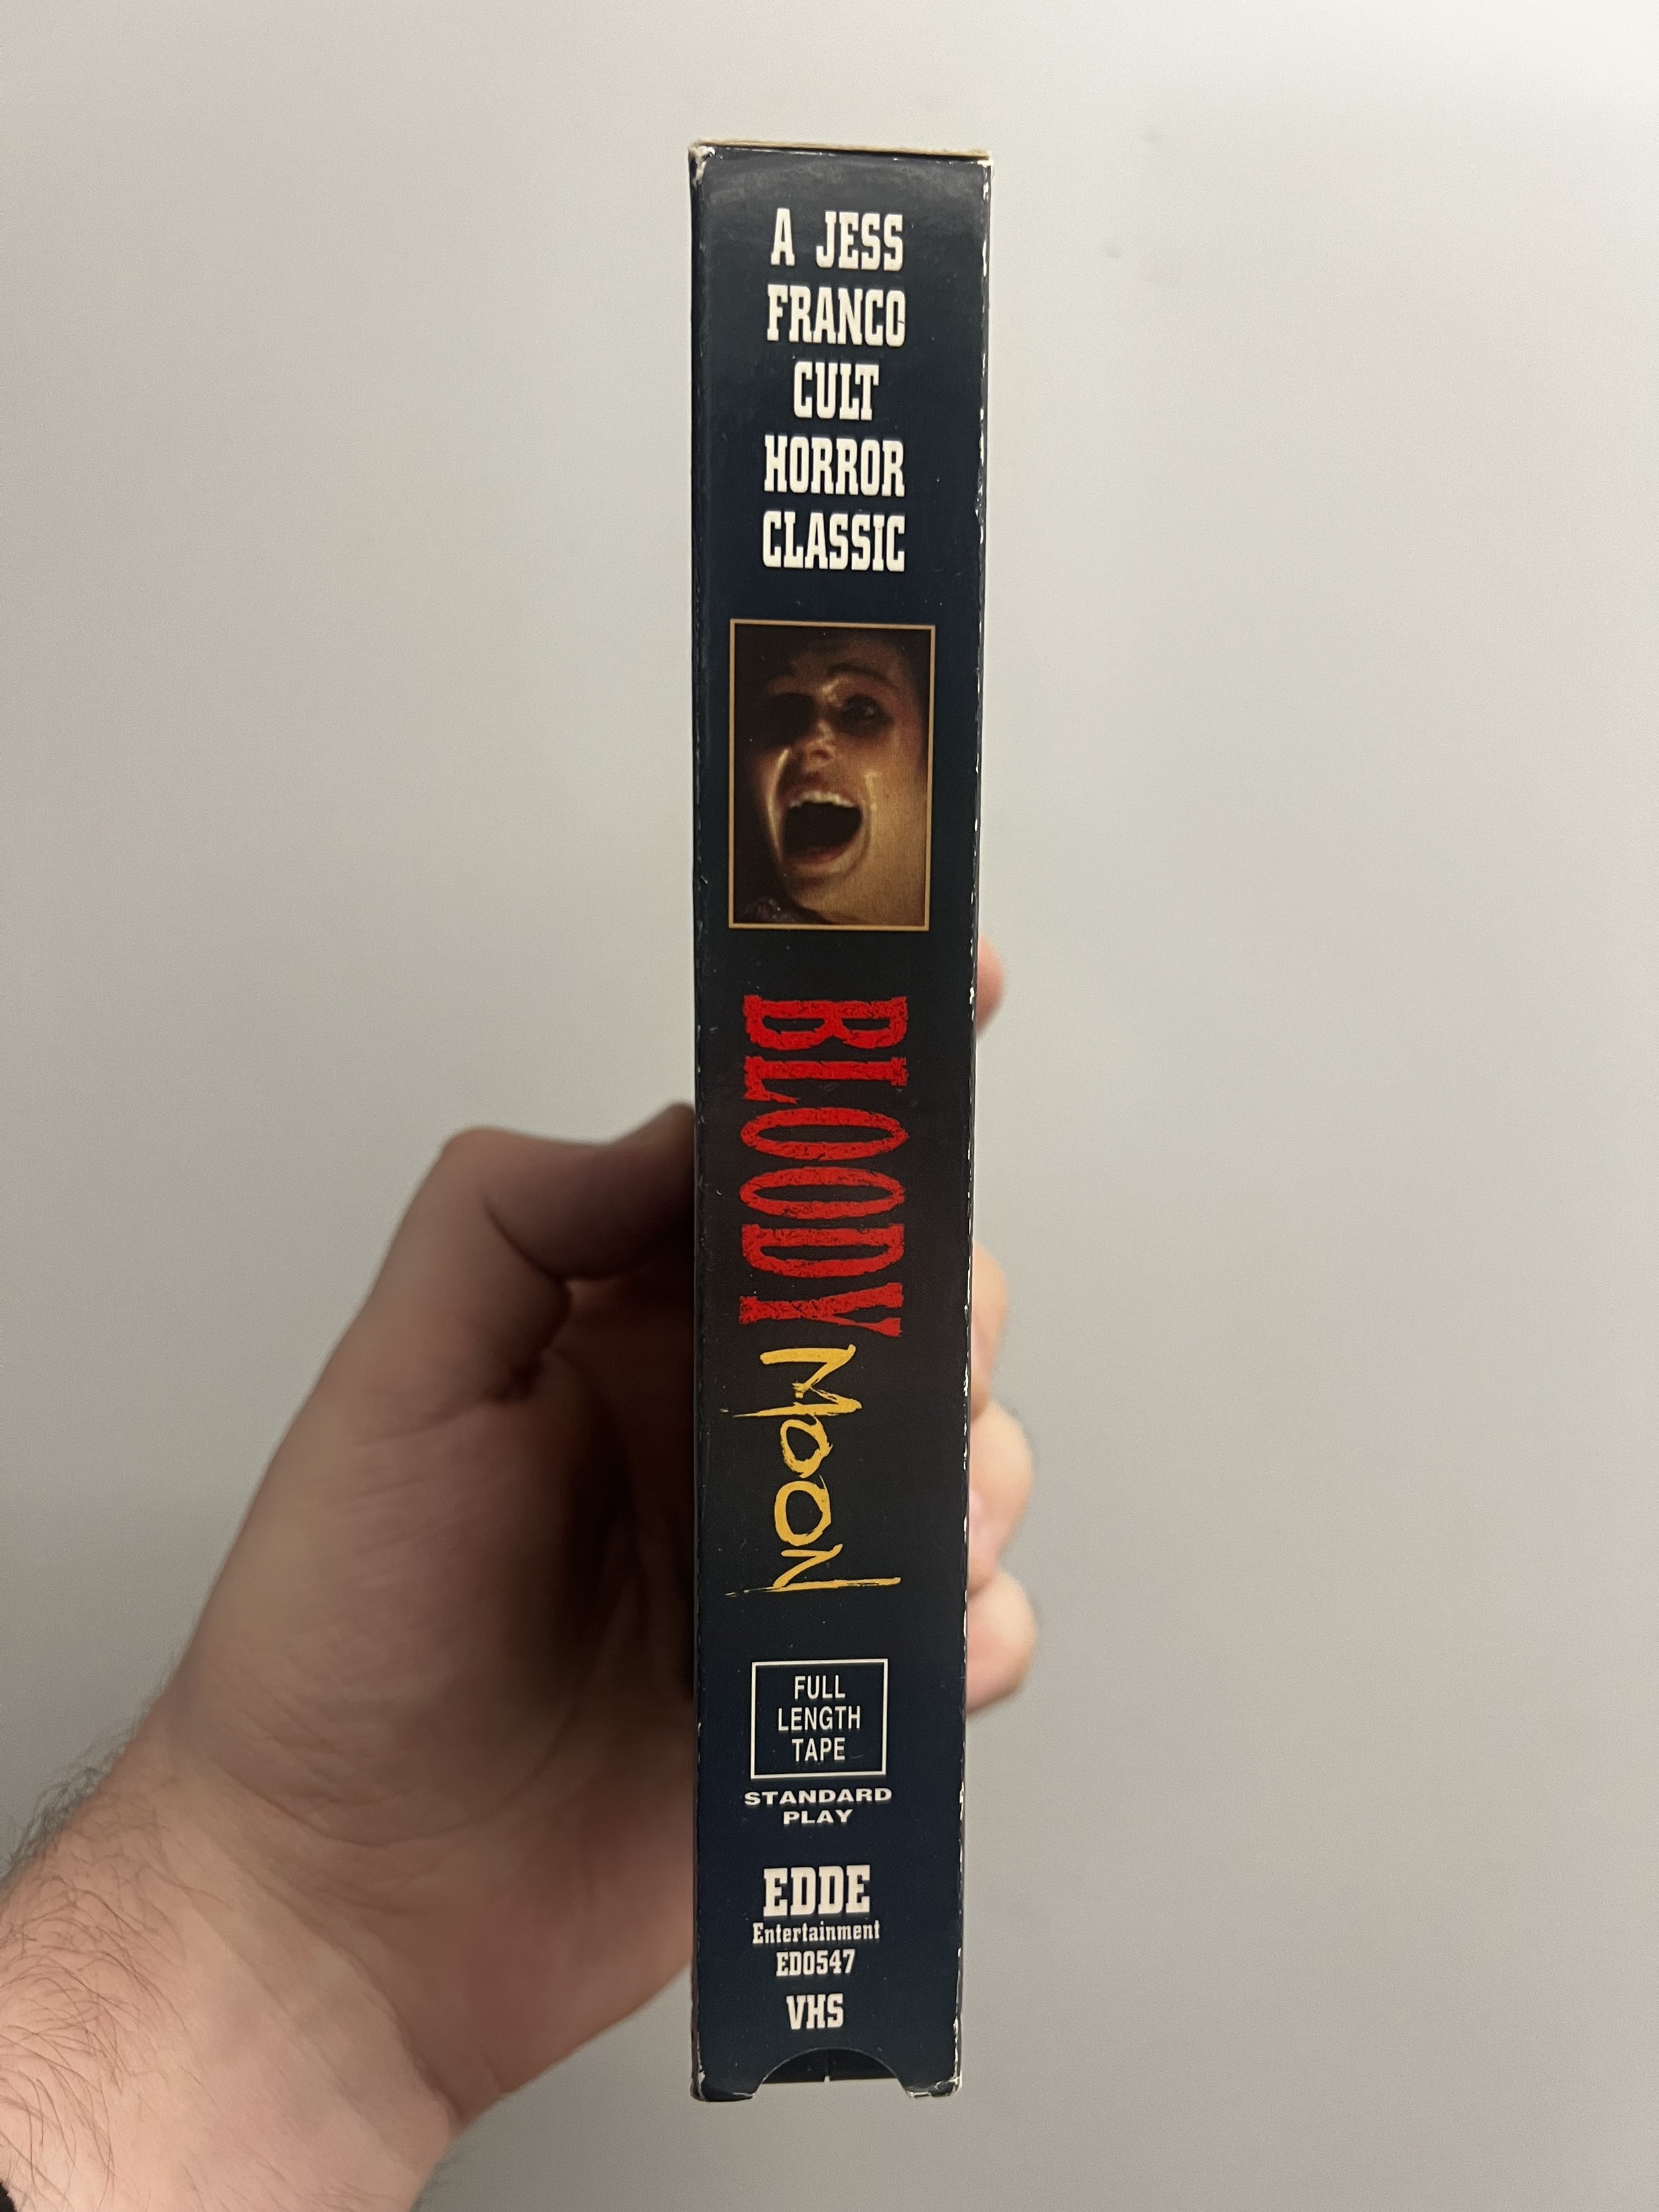 A JESS
FRANCO
CULT
HORROR
CLASSIC
BLOODY MOON
FULL
LENGTH
TAPE
STANDARD
PLAY
EDDE
Entertainment
ED0547
VHS